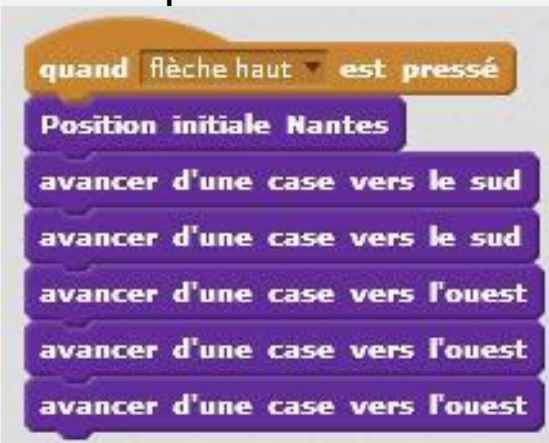 quand flèche haut est pressé
Position initiale Nantes
avancer d'une case vers le sud
avancer d'une case vers le sud
avancer d'une case vers l'ouest
avancer d'une case vers l'ouest
avancer d'une case vers l'ouest